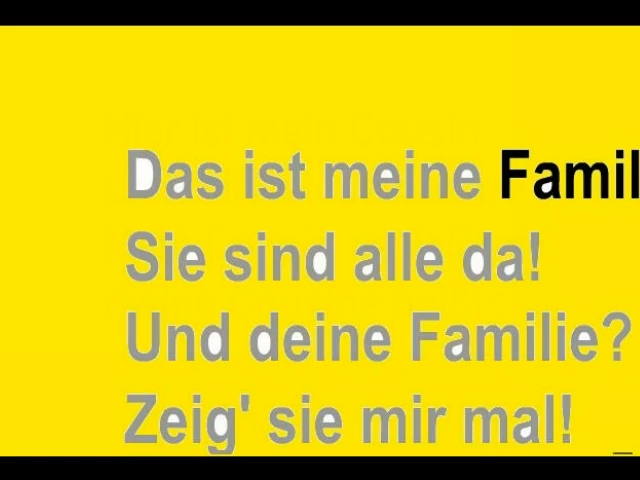 Das ist meine Famil
Sie sind alle da!
Und deine Familie?
Zeig' sie mir mal!